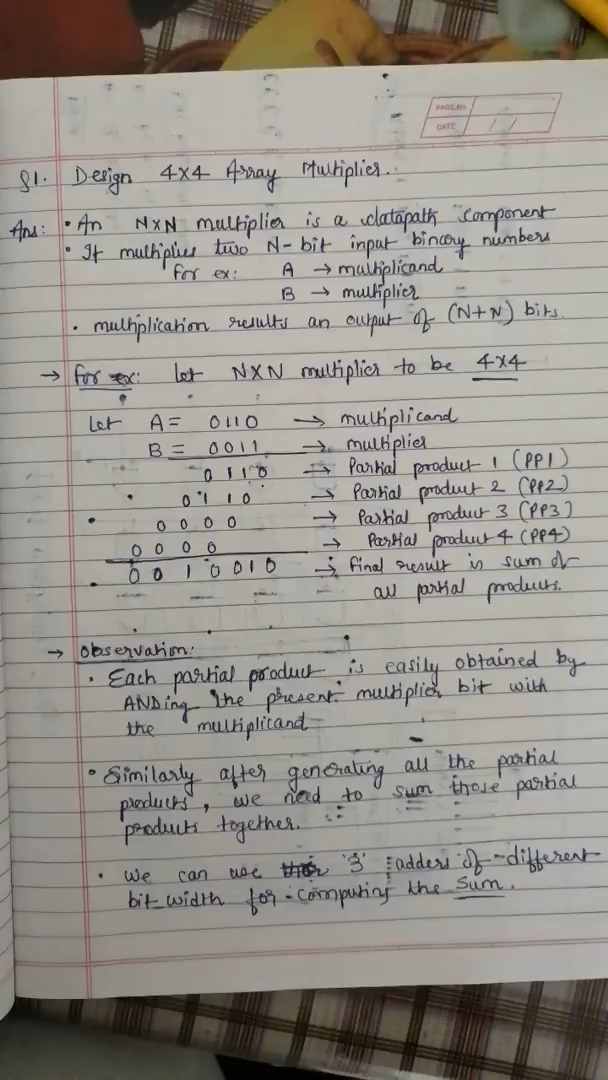 PAGE No.
DATE / /
Q1. Design 4x4 Array Multiplier.
Ans: • An NxN multiplier is a datapath component
• It multiplies two N-bit input binary numbers
for ex: A → multiplicand
B → multiplier
• multiplication results an output of (N+N) bits.
→ for ex: Let NXN multiplier to be 4x4
Let A = 0110 → multiplicand
B = 0011 → multiplier
0110 → Partial product 1 (PP1)
0110 → Partial product 2 (PP2)
0000 → Partial product 3 (PP3)
0000 → Partial product 4 (PP4)
0010010 → final result is sum of
all partial products.
→ Observation:
• Each partial product is easily obtained by
ANDing the present multiplier bit with
the multiplicand
• Similarly after generating all the partial
products, we need to sum those partial
products together.
• we can use '3' adders of different
bit width for computing the sum.